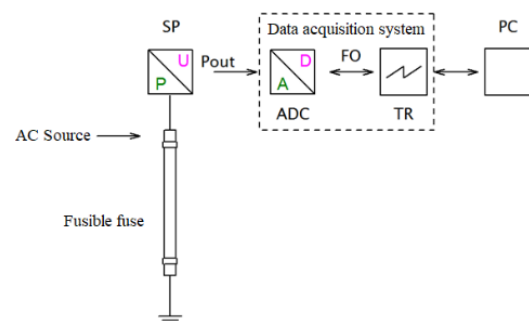 SP
Data acquisition system
PC
U
P
Pout
D
A
FO
ADC
TR
AC Source
Fusible fuse